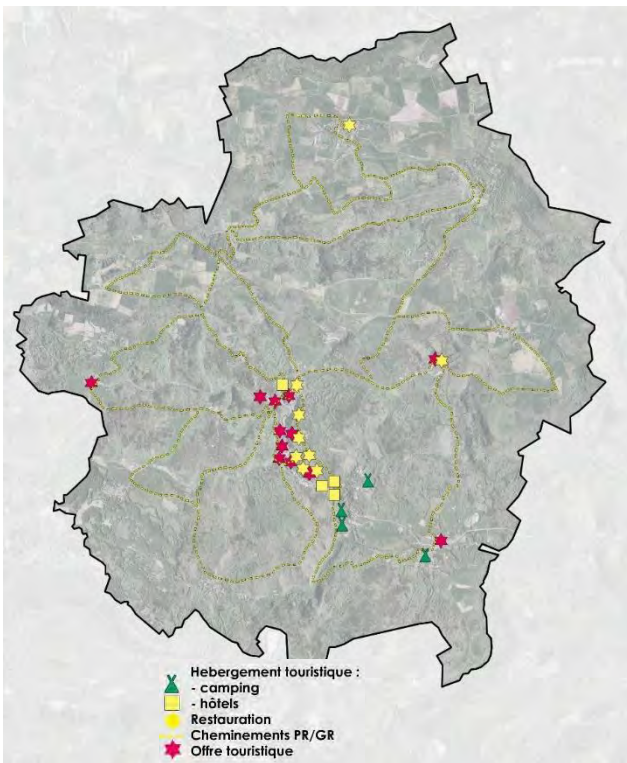 Hebergement touristique :
- camping
- hôtels
Restauration
Cheminements PR/GR
Offre touristique